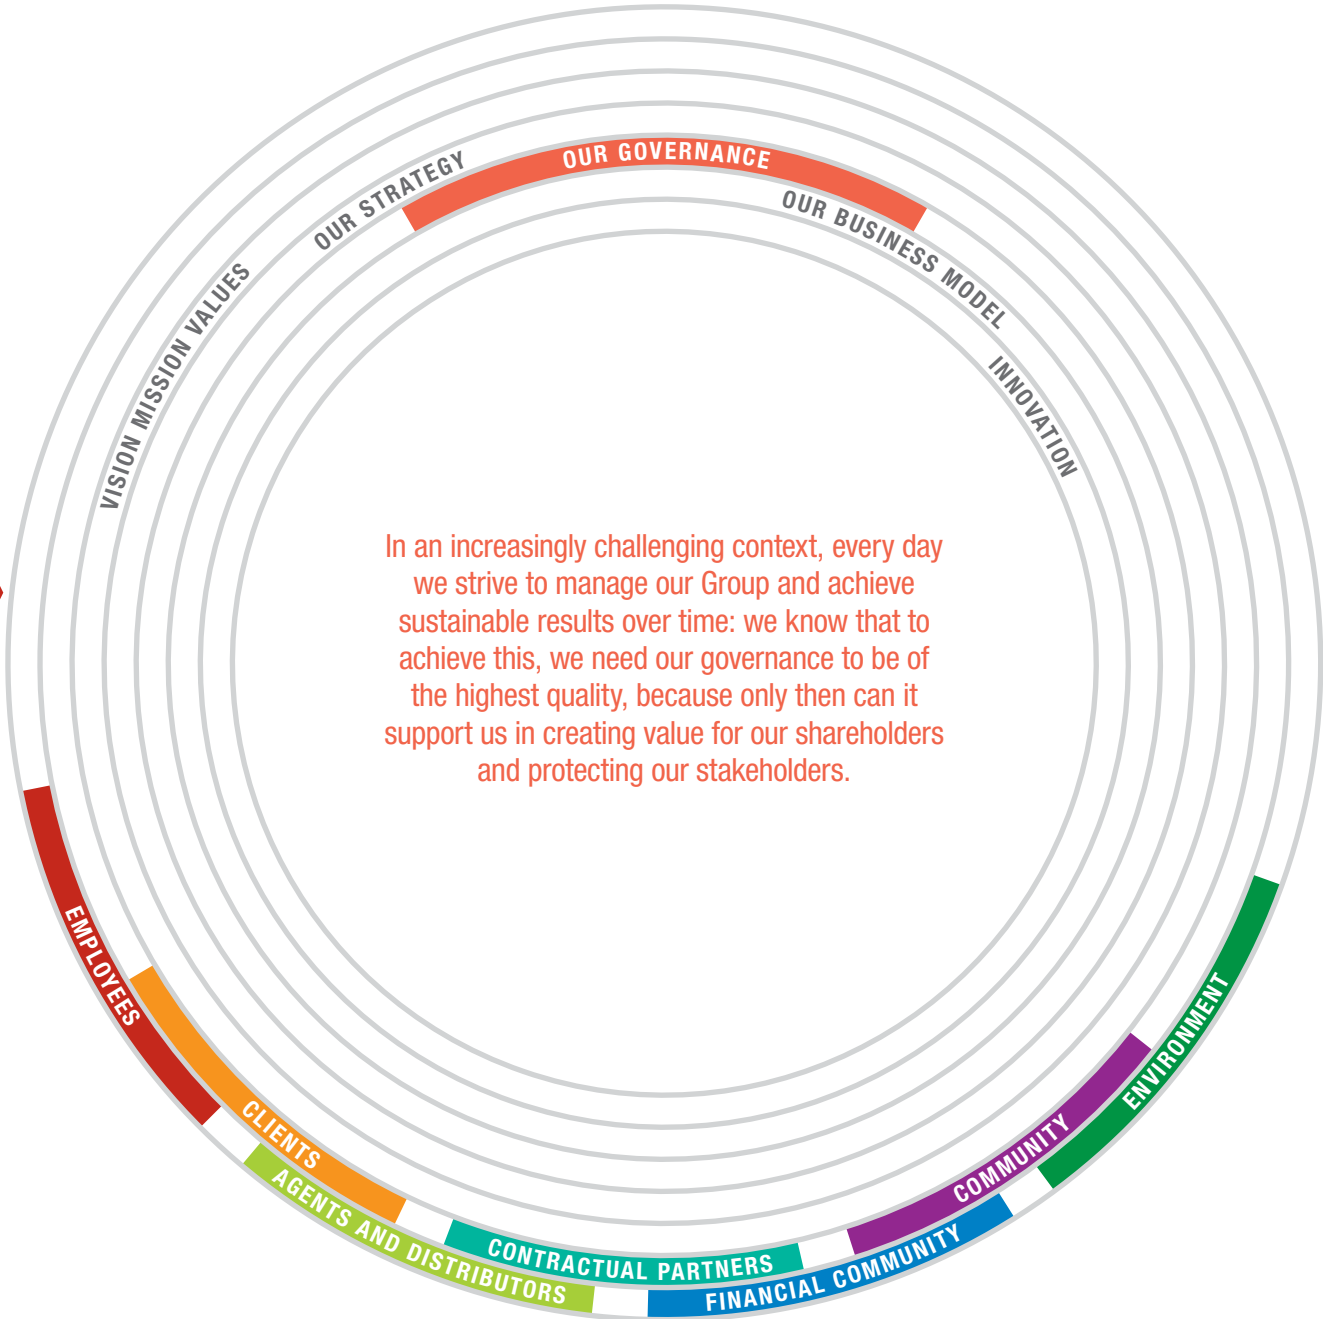 OUR GOVERNANCE
OUR STRATEGY
OUR BUSINESS MODEL
VISION MISSION VALUES
INNOVATION
In an increasingly challenging context, every day
we strive to manage our Group and achieve
sustainable results over time: we know that to
achieve this, we need our governance to be of
the highest quality, because only then can it
support us in creating value for our shareholders
and protecting our stakeholders.
EMPLOYEES
CLIENTS
AGENTS AND DISTRIBUTORS
CONTRACTUAL PARTNERS
FINANCIAL COMMUNITY
COMMUNITY
ENVIRONMENT